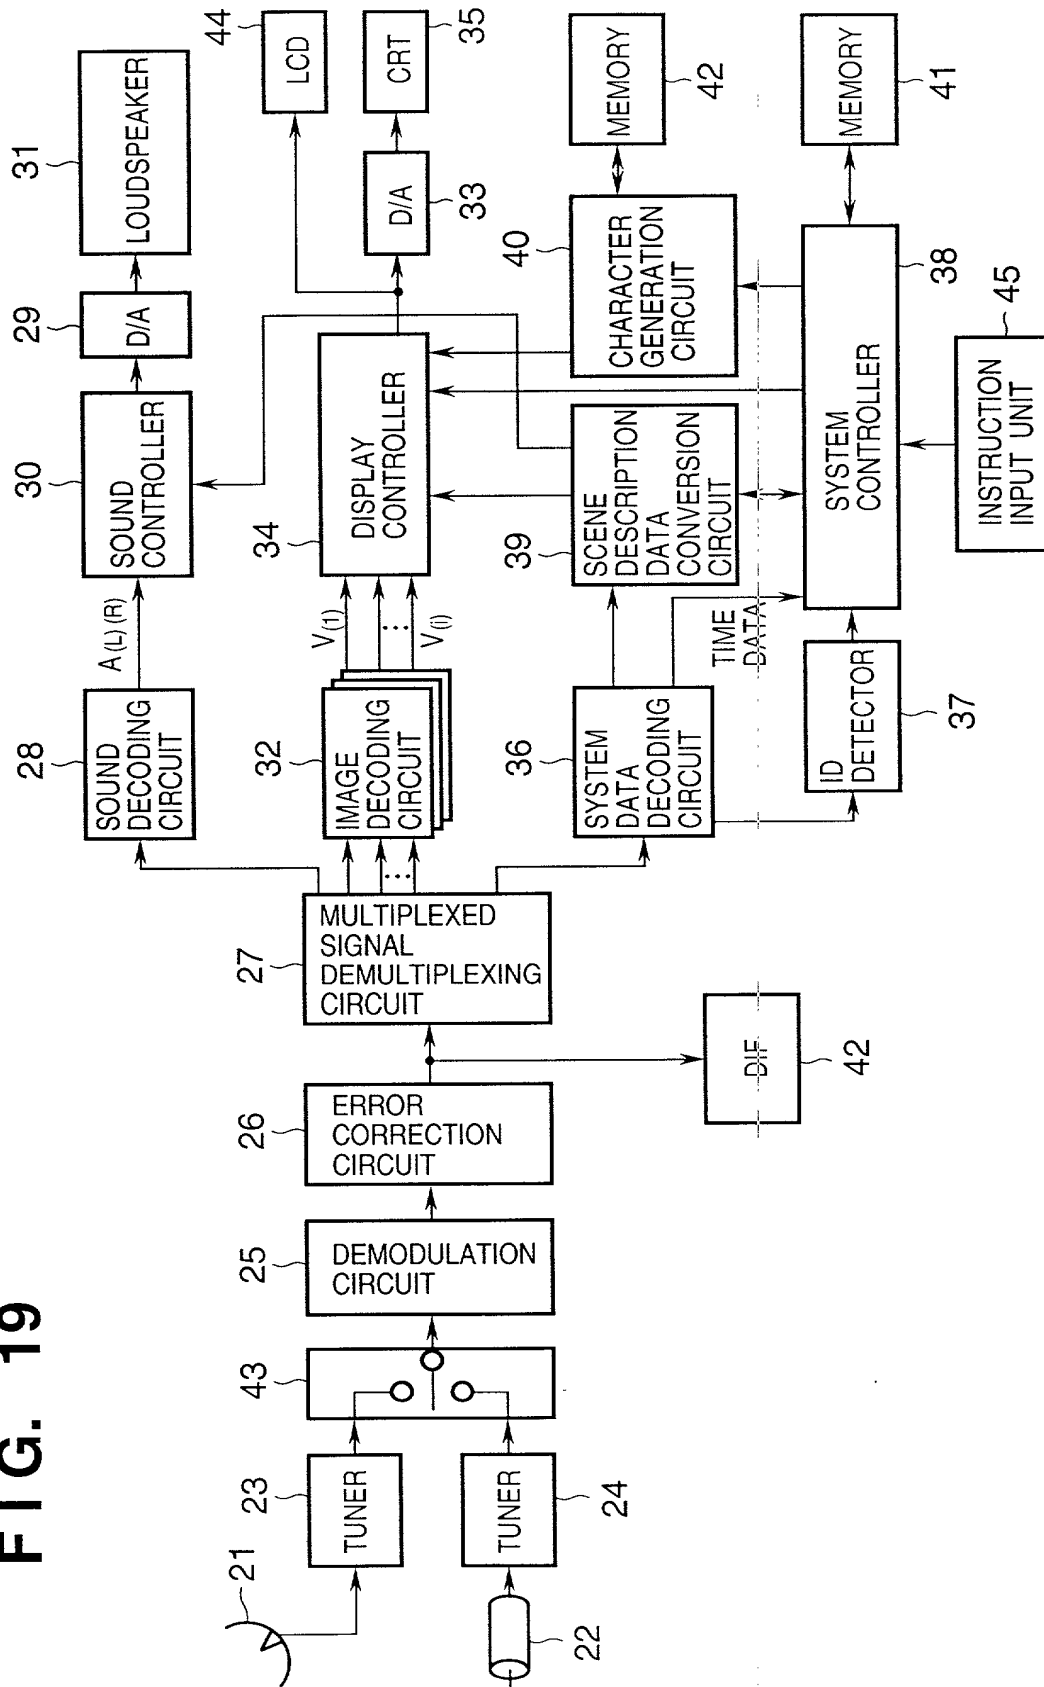 FIG. 19
21
22
23
TUNER
24
TUNER
43
25
DEMODULATION
CIRCUIT
26
ERROR
CORRECTION
CIRCUIT
DIF
42
27
MULTIPLEXED
SIGNAL
DEMULTIPLEXING
CIRCUIT
28
SOUND
DECODING
CIRCUIT
A(L)(R)
30
SOUND
CONTROLLER
29
D/A
31
LOUDSPEAKER
32
IMAGE
DECODING
CIRCUIT
V(1)
V(i)
34
DISPLAY
CONTROLLER
44
LCD
D/A
33
CRT
35
36
SYSTEM
DATA
DECODING
CIRCUIT
TIME
DATA
ID
DETECTOR
37
39
SCENE
DESCRIPTION
DATA
CONVERSION
CIRCUIT
40
CHARACTER
GENERATION
CIRCUIT
MEMORY
42
SYSTEM
CONTROLLER
38
MEMORY
41
INSTRUCTION
INPUT UNIT
45